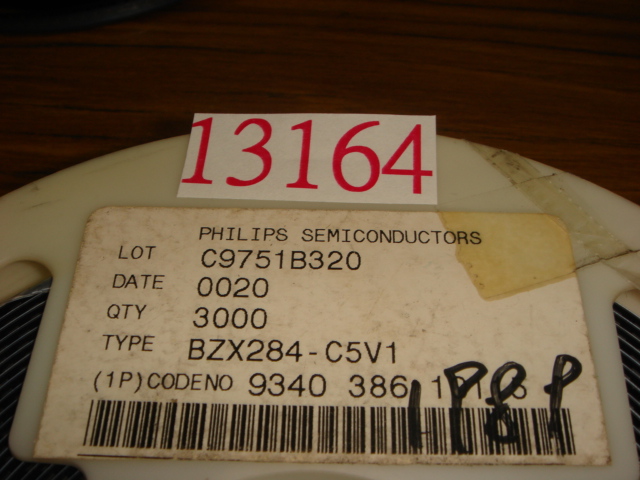 13164
PHILIPS SEMICONDUCTORS
LOT C9751B320
DATE 0020
QTY 3000
TYPE BZX284-C5V1
(1P)CODENO 9340 386